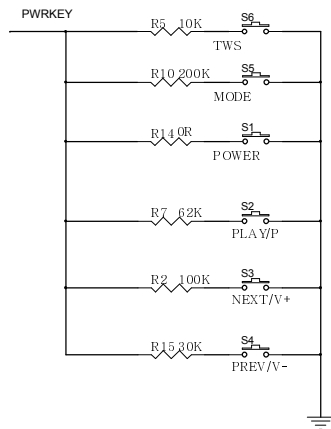 PWRKEY
R5 10K S6
TWS
R10 200K S5
MODE
R14 0R S1
POWER
R7 62K S2
PLAY/P
R2 100K S3
NEXT/V+
R15 30K S4
PREV/V-